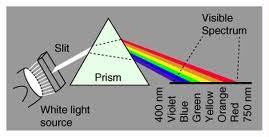 Slit
Prism
White light
source
Visible
Spectrum
400 nm
Violet
Blue
Green
Yellow
Orange
Red
750 nm